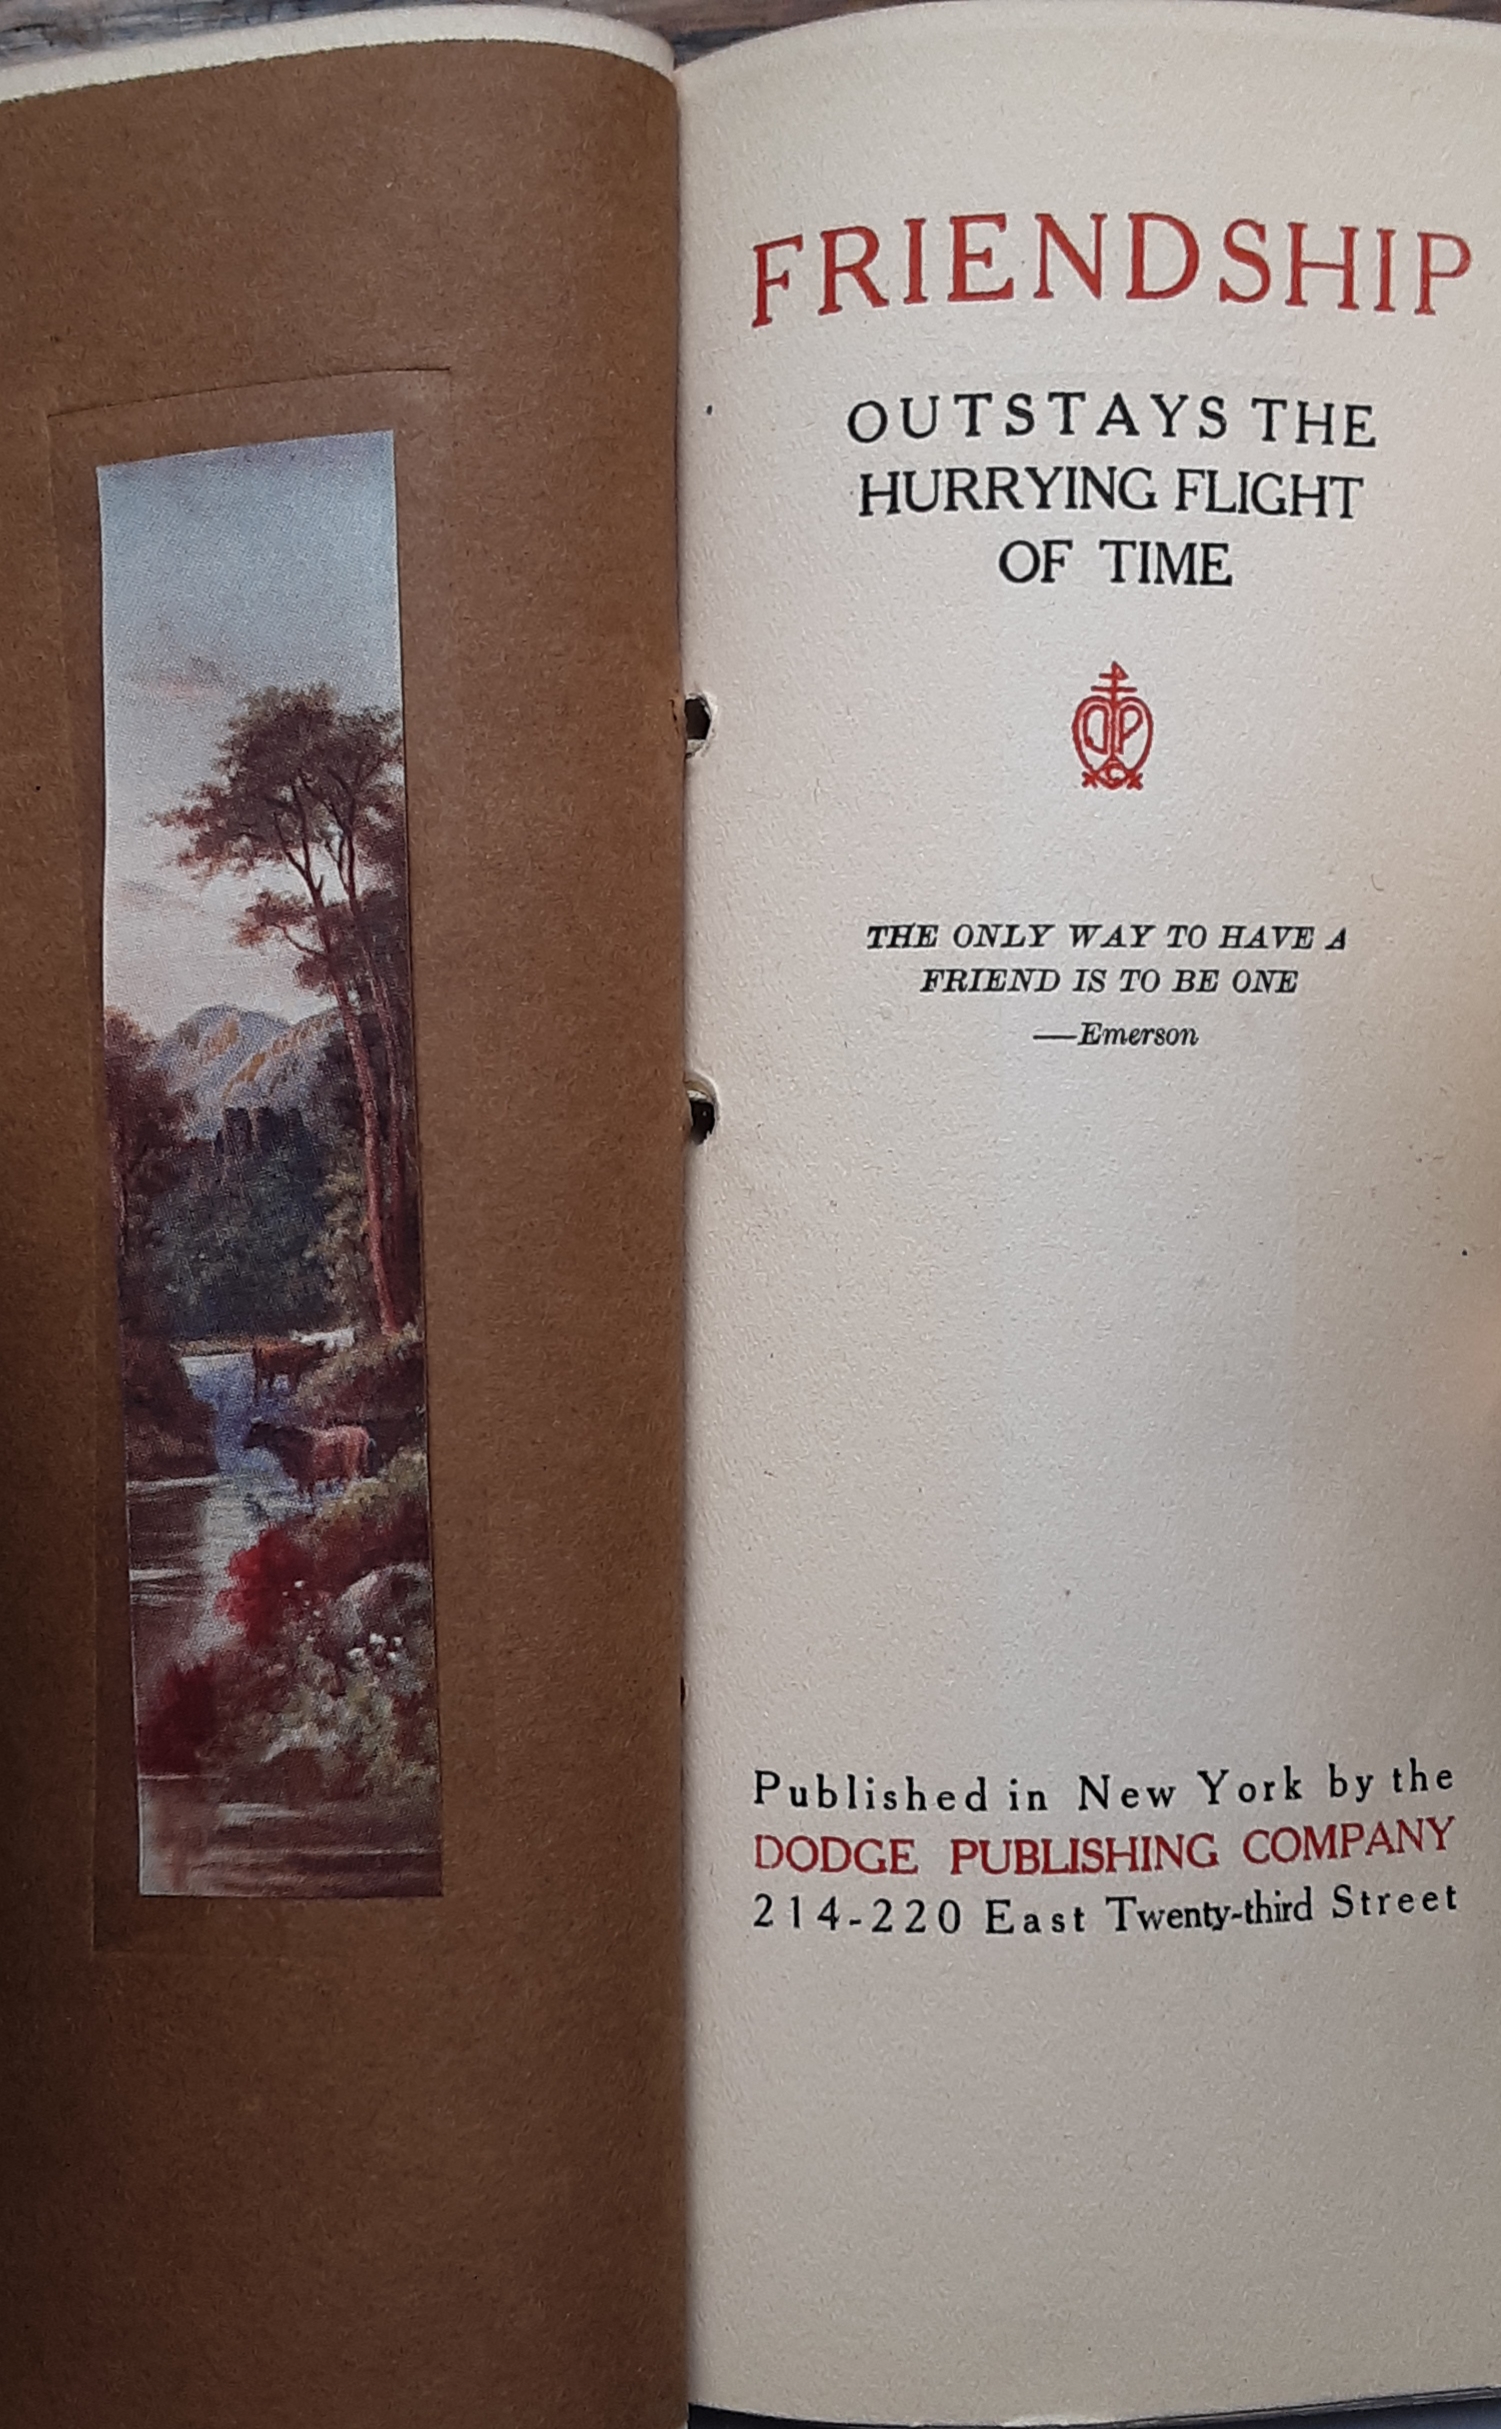 FRIENDSHIP
OUTSTAYS THE
HURRYING FLIGHT
OF TIME
DP
C
THE ONLY WAY TO HAVE A
FRIEND IS TO BE ONE
—Emerson
Published in New York by the
DODGE PUBLISHING COMPANY
214-220 East Twenty-third Street